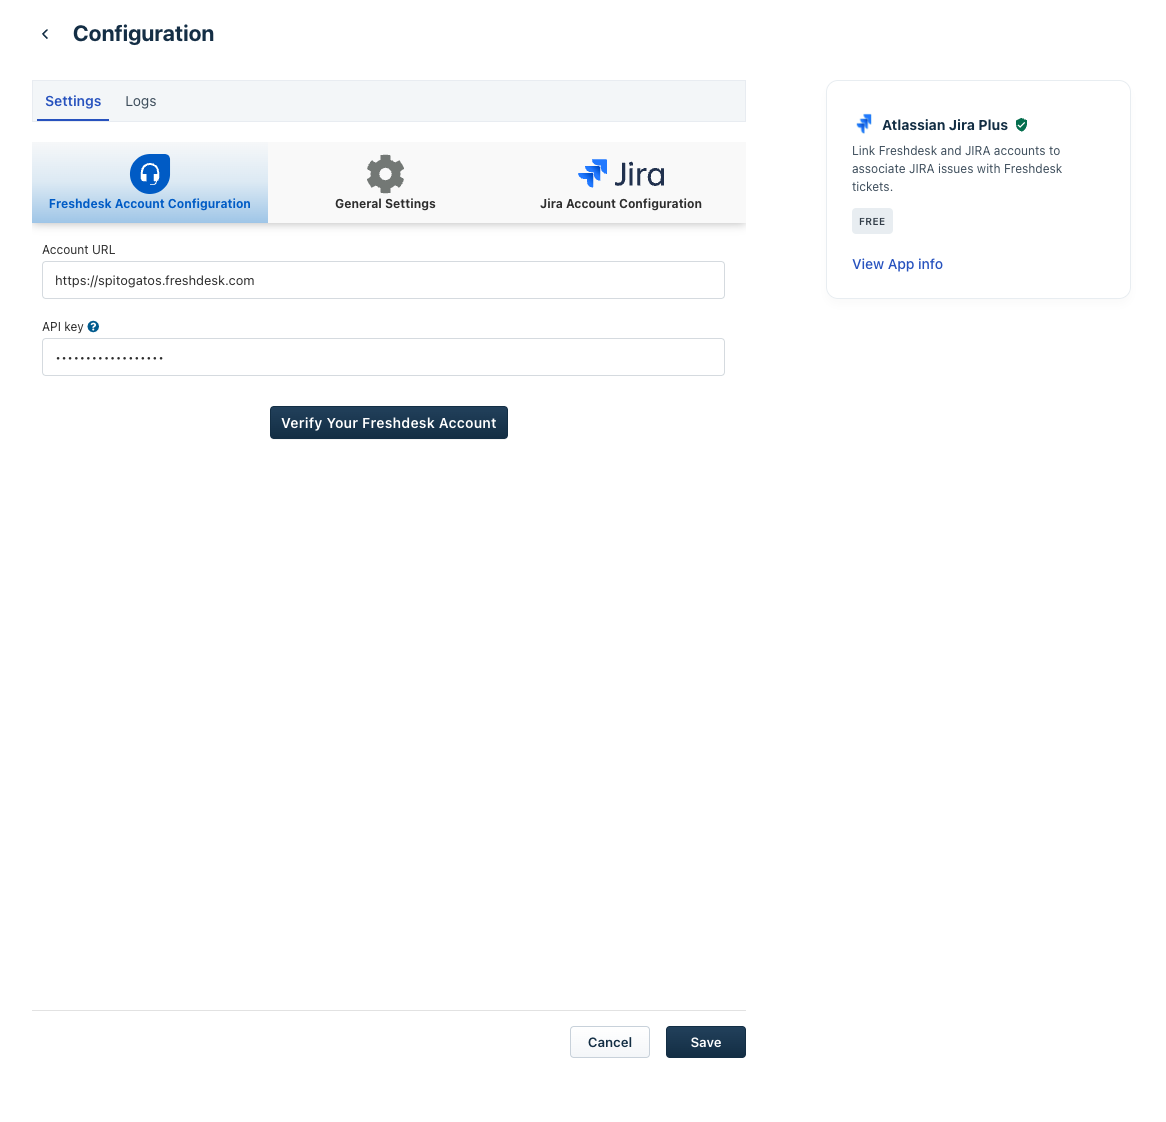 Configuration
Settings
Logs
Freshdesk Account Configuration
General Settings
Jira
Jira Account Configuration
Account URL
https://spitogatos.freshdesk.com
API key ?
••••••••••••••••••
Verify Your Freshdesk Account
Cancel
Save
Atlassian Jira Plus
Link Freshdesk and JIRA accounts to
associate JIRA issues with Freshdesk
tickets.
FREE
View App info